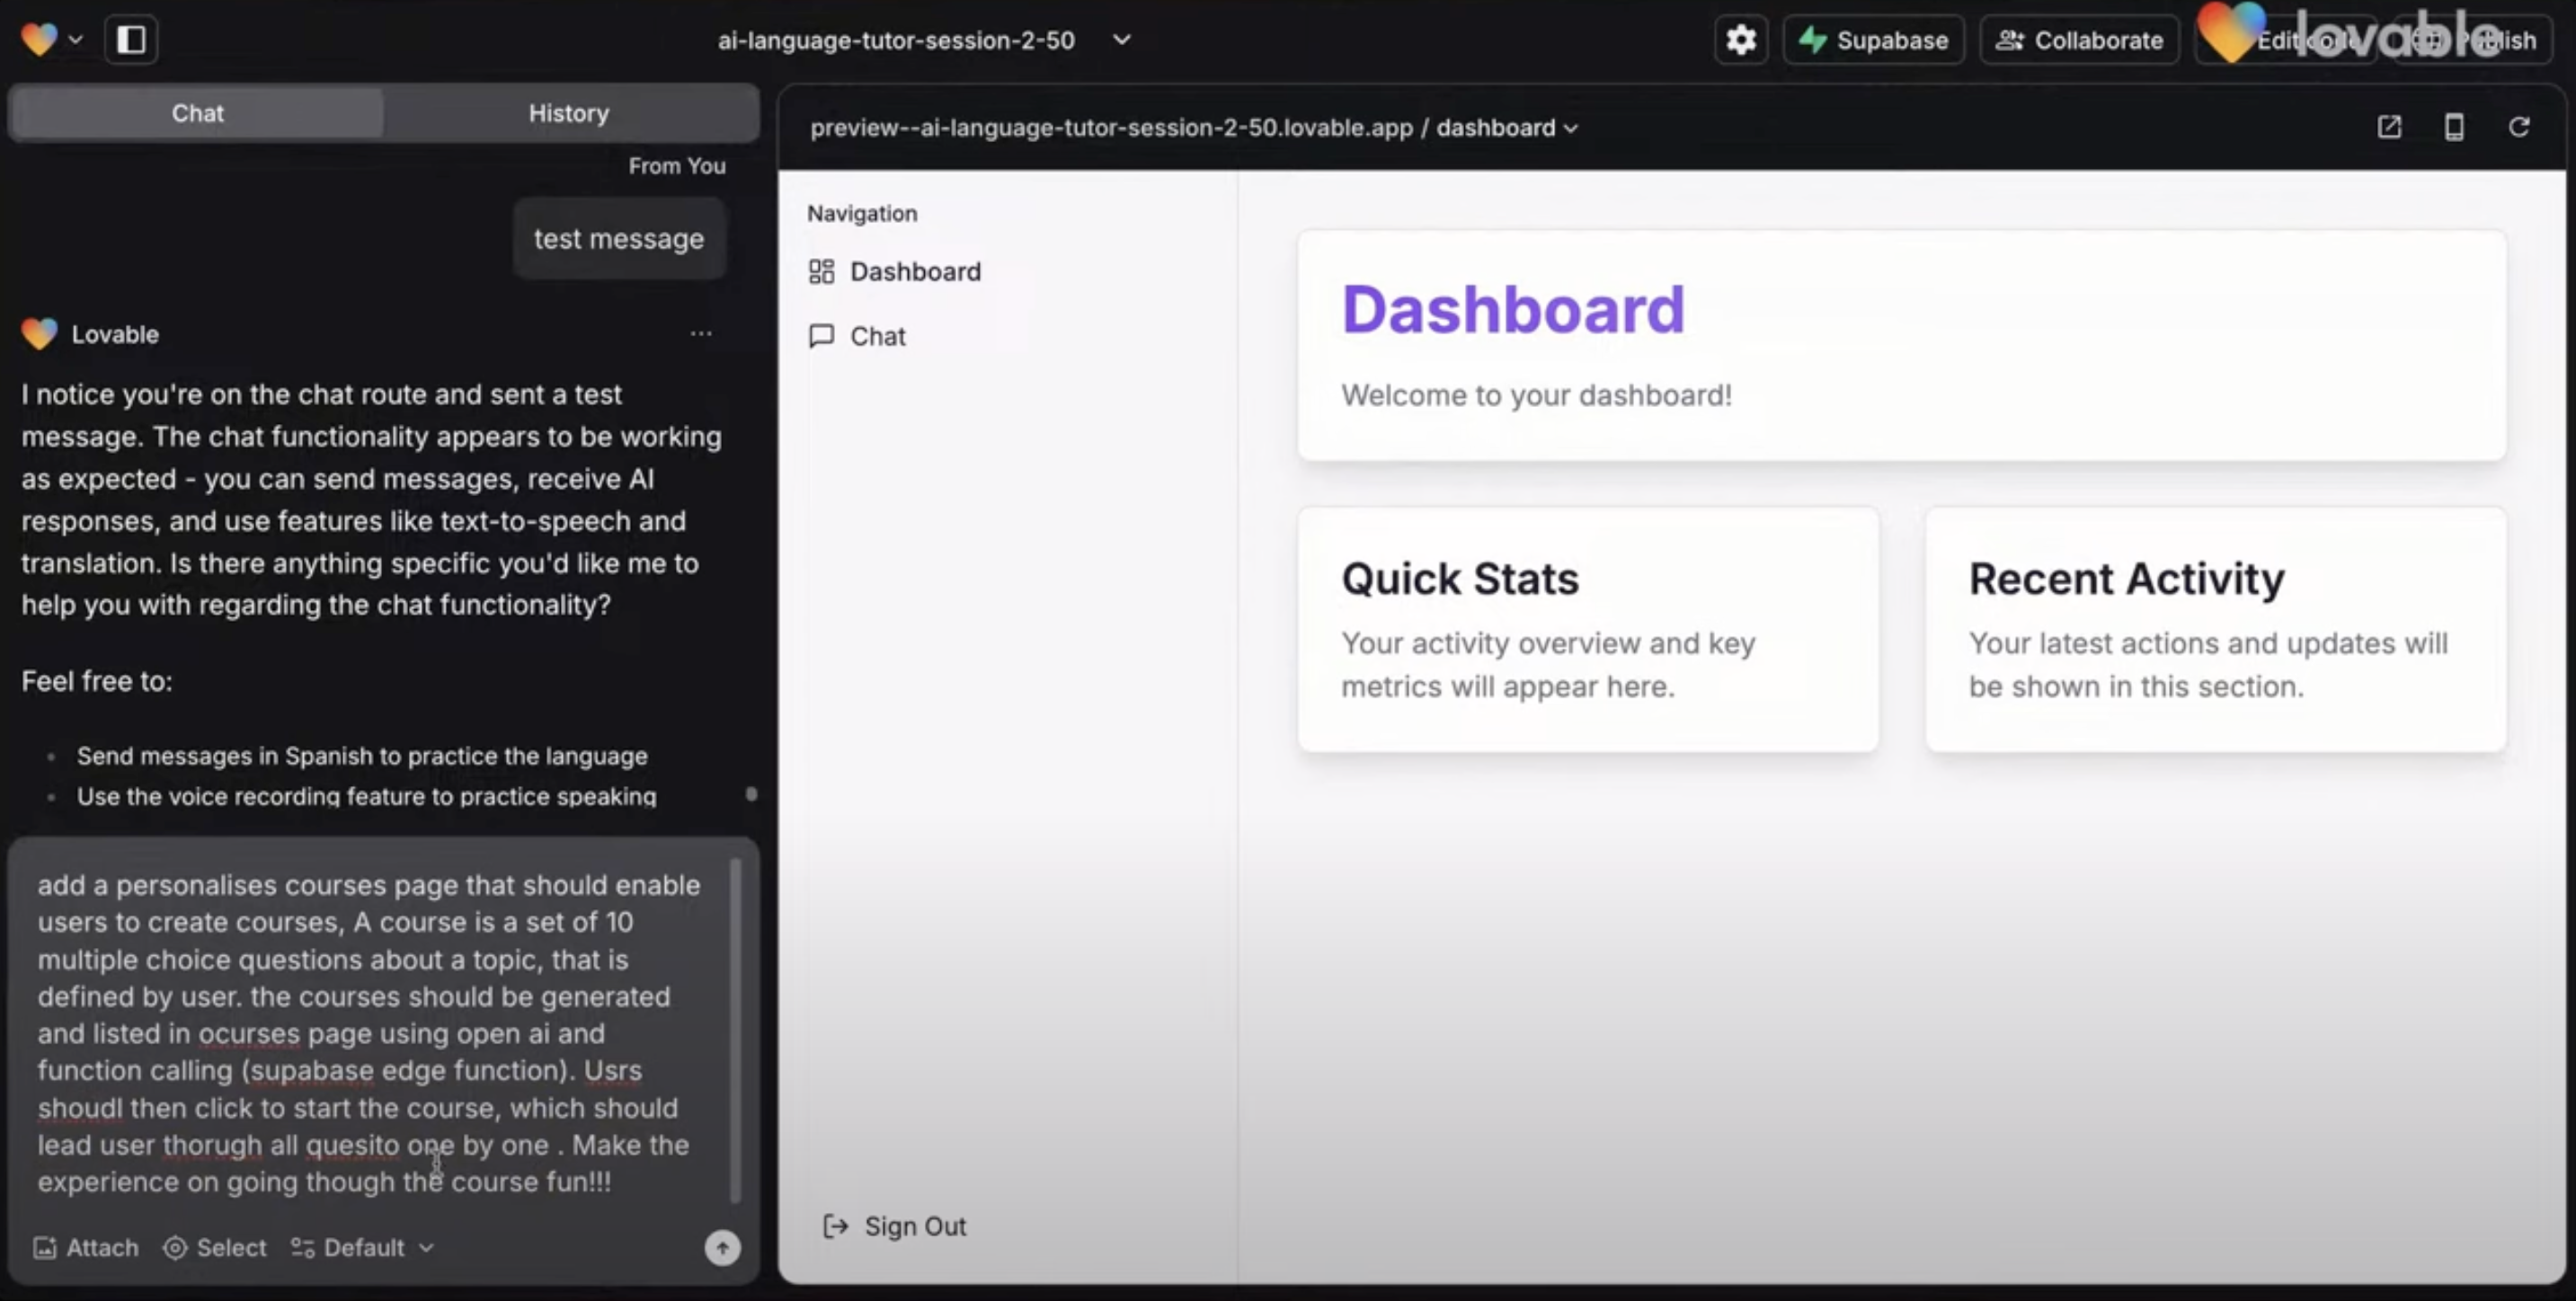 ai-language-tutor-session-2-50
Supabase
Collaborate
Edit code
lovable
Publish
Chat
History
From You
test message
Lovable
I notice you're on the chat route and sent a test
message. The chat functionality appears to be working
as expected - you can send messages, receive AI
responses, and use features like text-to-speech and
translation. Is there anything specific you'd like me to
help you with regarding the chat functionality?
Feel free to:
Send messages in Spanish to practice the language
Use the voice recording feature to practice speaking
add a personalises courses page that should enable
users to create courses, A course is a set of 10
multiple choice questions about a topic, that is
defined by user. the courses should be generated
and listed in ocurses page using open ai and
function calling (supabase edge function). Usrs
shoudl then click to start the course, which should
lead user thorugh all quesito one by one . Make the
experience on going though the course fun!!!
Attach
Select
Default
preview--ai-language-tutor-session-2-50.lovable.app / dashboard
Navigation
Dashboard
Chat
Sign Out
Dashboard
Welcome to your dashboard!
Quick Stats
Your activity overview and key
metrics will appear here.
Recent Activity
Your latest actions and updates will
be shown in this section.